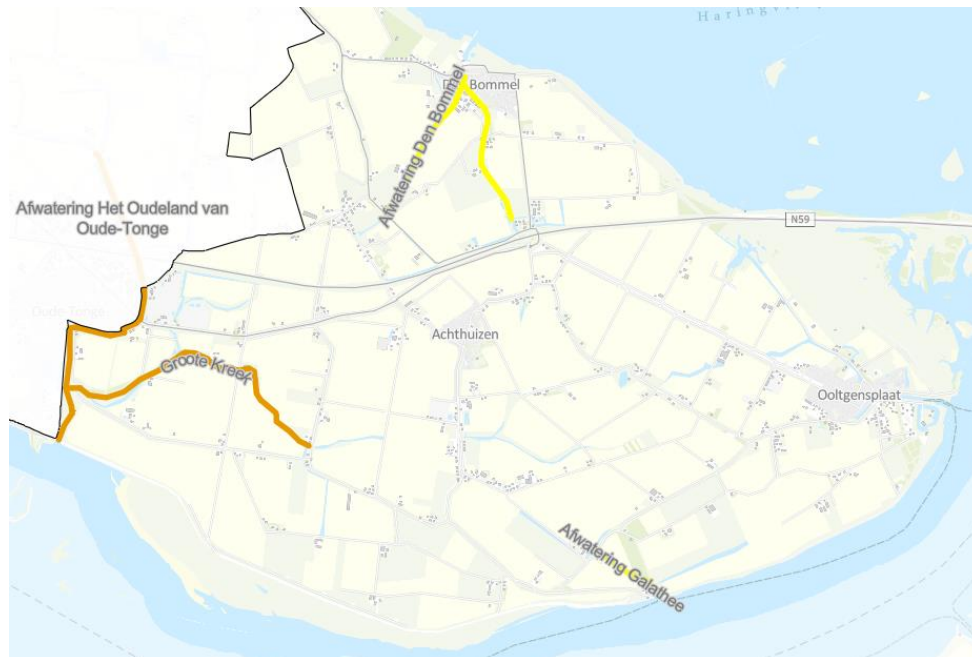 Afwatering Den Bommel
Bommel
Afwatering Het Oudeland van
Oude-Tonge
N59
Oude-Tonge
Achthuizen
Groote Kreek
Ooltgensplaat
Afwatering Galathee